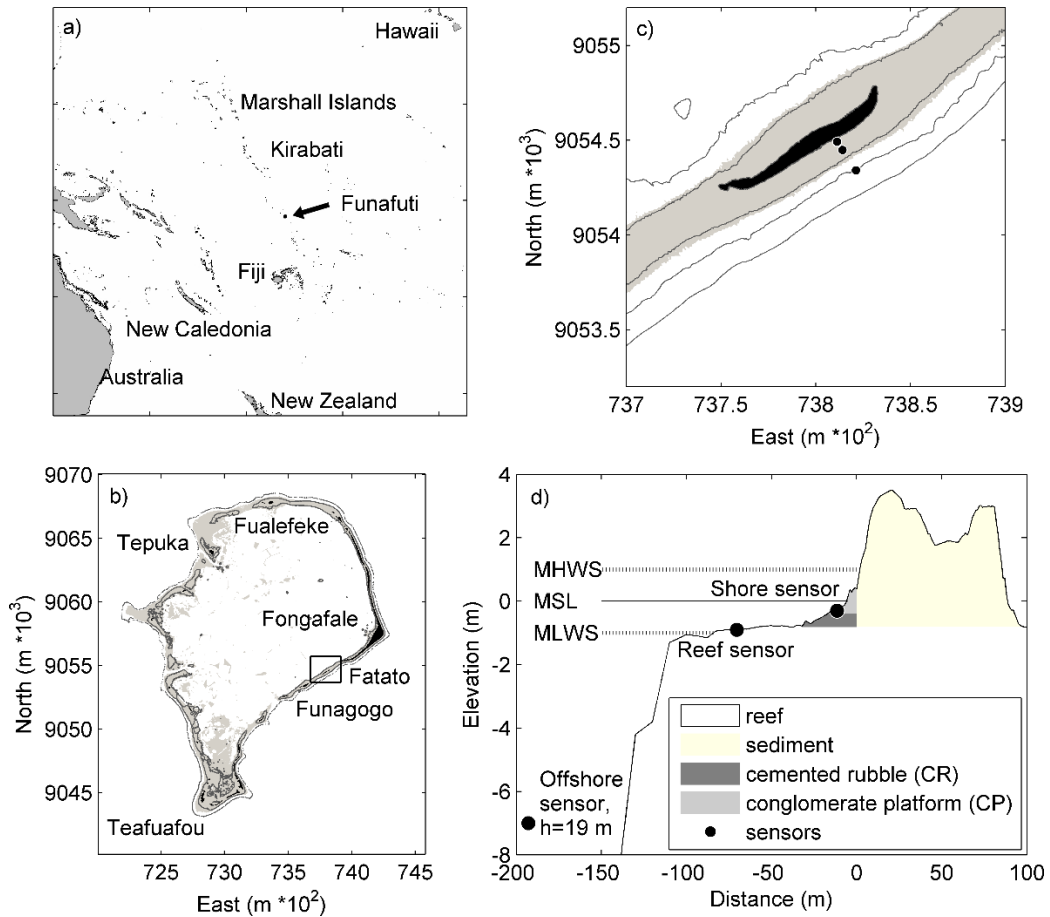 a)
Hawaii
Marshall Islands
Kirabati
Funafuti
Fiji
New Caledonia
Australia
New Zealand
c)
9055
9054.5
9054
9053.5
North (m *10³)
737
737.5
738
738.5
739
East (m *10²)
b)
9070
9065
9060
9055
9050
9045
North (m *10³)
Fualefeke
Tepuka
Fongafale
Fatato
Funagogo
Teafuafou
725
730
735
740
745
East (m *10²)
d)
4
2
0
-2
-4
-6
-8
Elevation (m)
MHWS
MSL
MLWS
Shore sensor
Reef sensor
Offshore
sensor,
h=19 m
reef
sediment
cemented rubble (CR)
conglomerate platform (CP)
sensors
-200
-150
-100
-50
0
50
100
Distance (m)